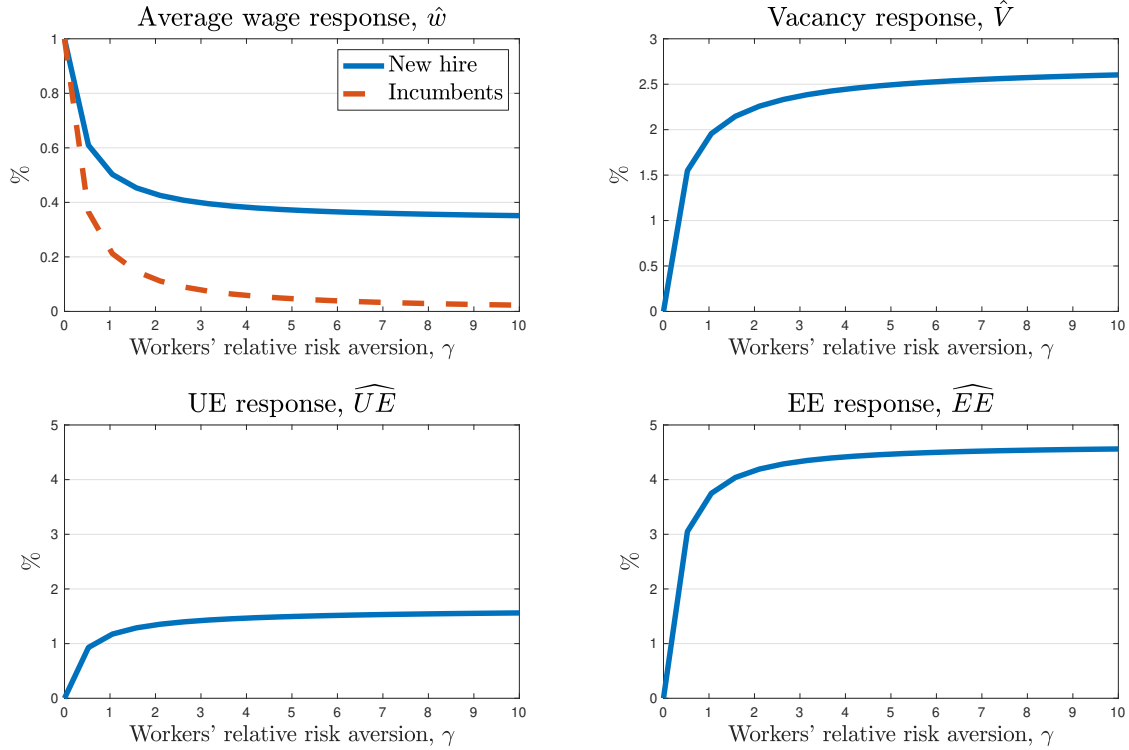 Average wage response, ŵ
1
0.8
0.6
0.4
0.2
0
%
New hire
Incumbents
0 1 2 3 4 5 6 7 8 9 10
Workers' relative risk aversion, γ
Vacancy response, V̂
3
2.5
2
1.5
1
0.5
0
%
0 1 2 3 4 5 6 7 8 9 10
Workers' relative risk aversion, γ
UE response, \widehat{UE}
5
4
3
2
1
0
%
0 1 2 3 4 5 6 7 8 9 10
Workers' relative risk aversion, γ
EE response, \widehat{EE}
5
4
3
2
1
0
%
0 1 2 3 4 5 6 7 8 9 10
Workers' relative risk aversion, γ